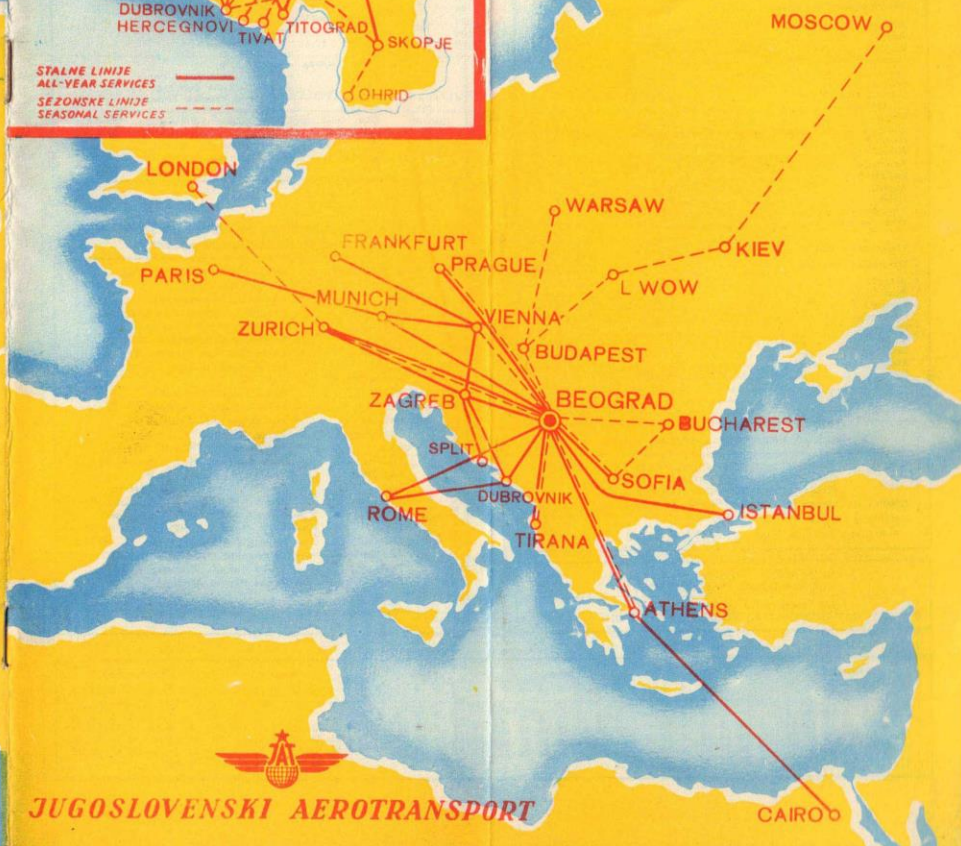 DUBROVNIK
HERCEGNOVI
TIVAT
TITOGRAD
SKOPJE
STALNE LINIJE
ALL-YEAR SERVICES
SEZONSKE LINIJE
SEASONAL SERVICES
OHRID
MOSCOW
LONDON
WARSAW
FRANKFURT
PRAGUE
KIEV
PARIS
L WOW
MUNICH
VIENNA
ZURICH
BUDAPEST
ZAGREB
BEOGRAD
BUCHAREST
SPLIT
SOFIA
DUBROVNIK
ROME
ISTANBUL
TIRANA
ATHENS
JAT
JUGOSLOVENSKI AEROTRANSPORT
CAIRO